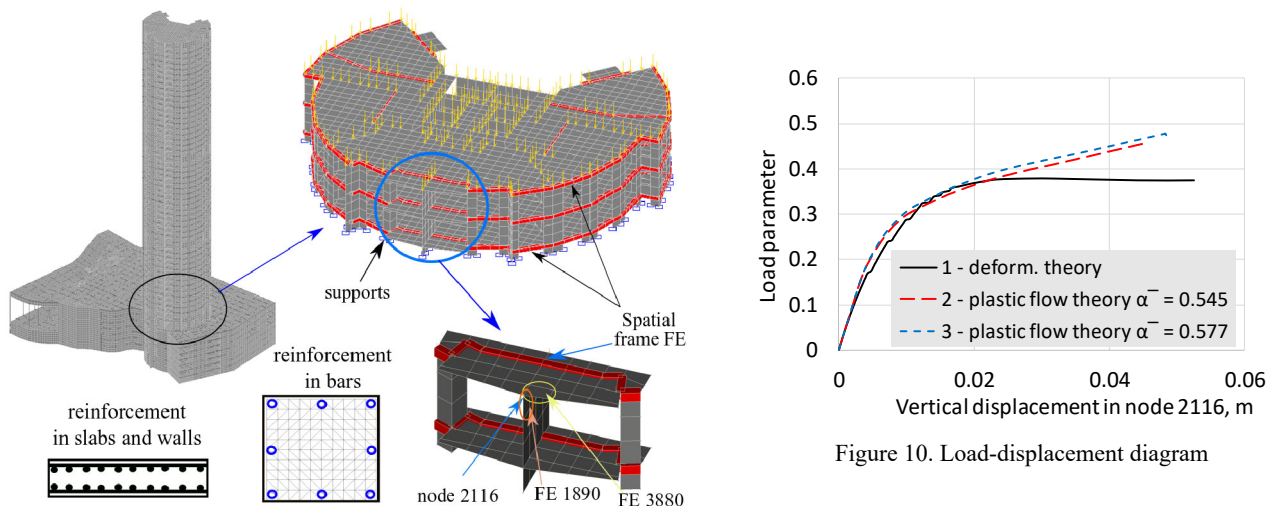 supports
Spatial
frame FE
reinforcement
in slabs and walls
reinforcement
in bars
node 2116
FE 1890
FE 3880
Load parameter
0.6
0.5
0.4
0.3
0.2
0.1
0
1 - deform. theory
2 - plastic flow theory α¯ = 0.545
3 - plastic flow theory α¯ = 0.577
0
0.02
0.04
0.06
Vertical displacement in node 2116, m
Figure 10. Load-displacement diagram